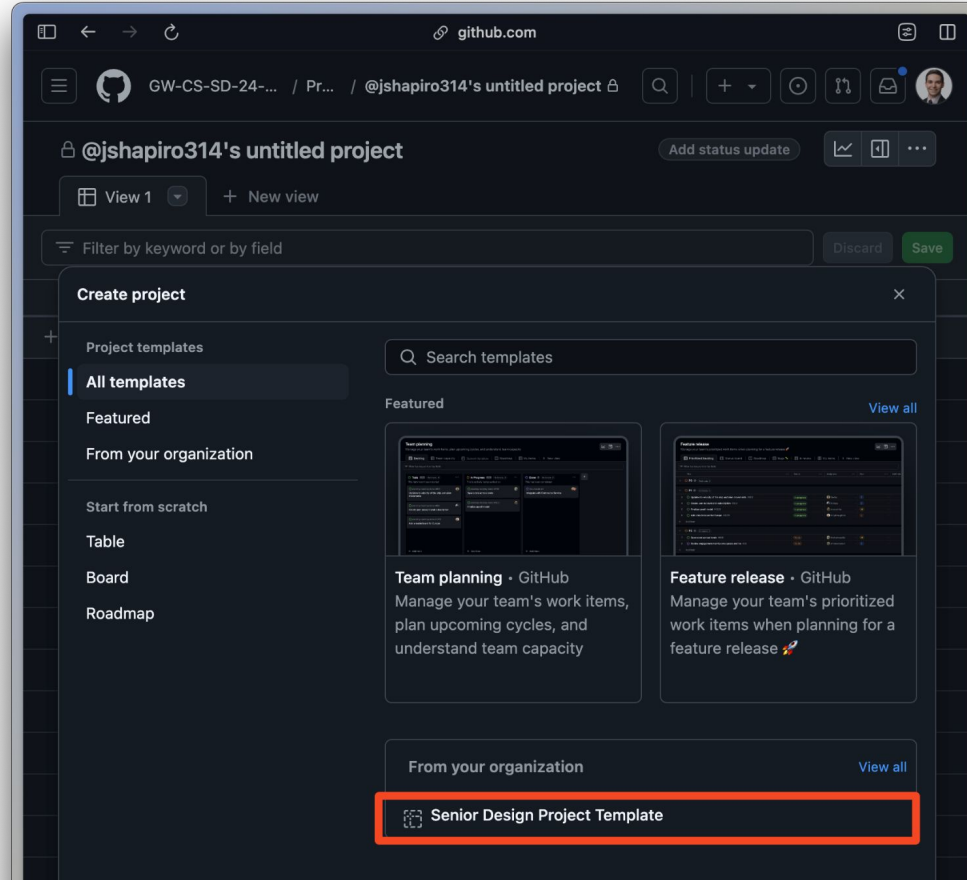 github.com
GW-CS-SD-24-... / Pr... / @jshapiro314's untitled project
@jshapiro314's untitled project
Add status update
View 1
+ New view
Filter by keyword or by field
Discard
Save
Create project
Project templates
All templates
Featured
From your organization
Start from scratch
Table
Board
Roadmap
Search templates
Featured
View all
Team planning
Feature release
Team planning • GitHub
Manage your team's work items,
plan upcoming cycles, and
understand team capacity
Feature release • GitHub
Manage your team's prioritized
work items when planning for a
feature release 🚀
From your organization
View all
Senior Design Project Template